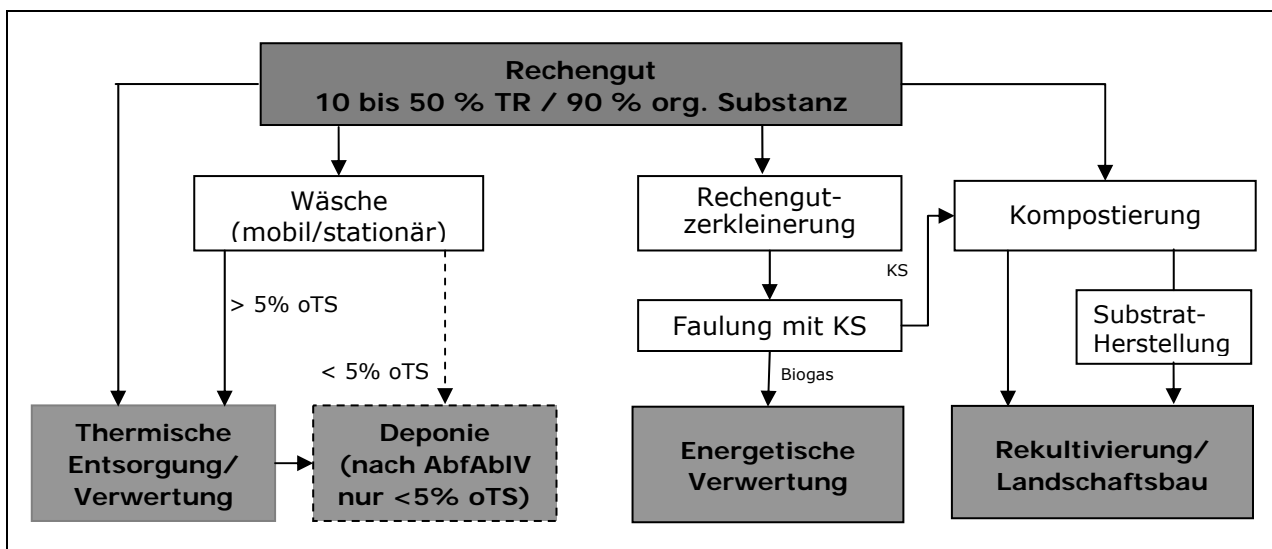 Rechengut
10 bis 50 % TR / 90 % org. Substanz
Wäsche
(mobil/stationär)
Rechengut-
zerkleinerung
Kompostierung
KS
> 5% oTS
Faulung mit KS
Substrat-
Herstellung
< 5% oTS
Biogas
Thermische
Entsorgung/
Verwertung
Deponie
(nach AbfAblV
nur <5% oTS)
Energetische
Verwertung
Rekultivierung/
Landschaftsbau